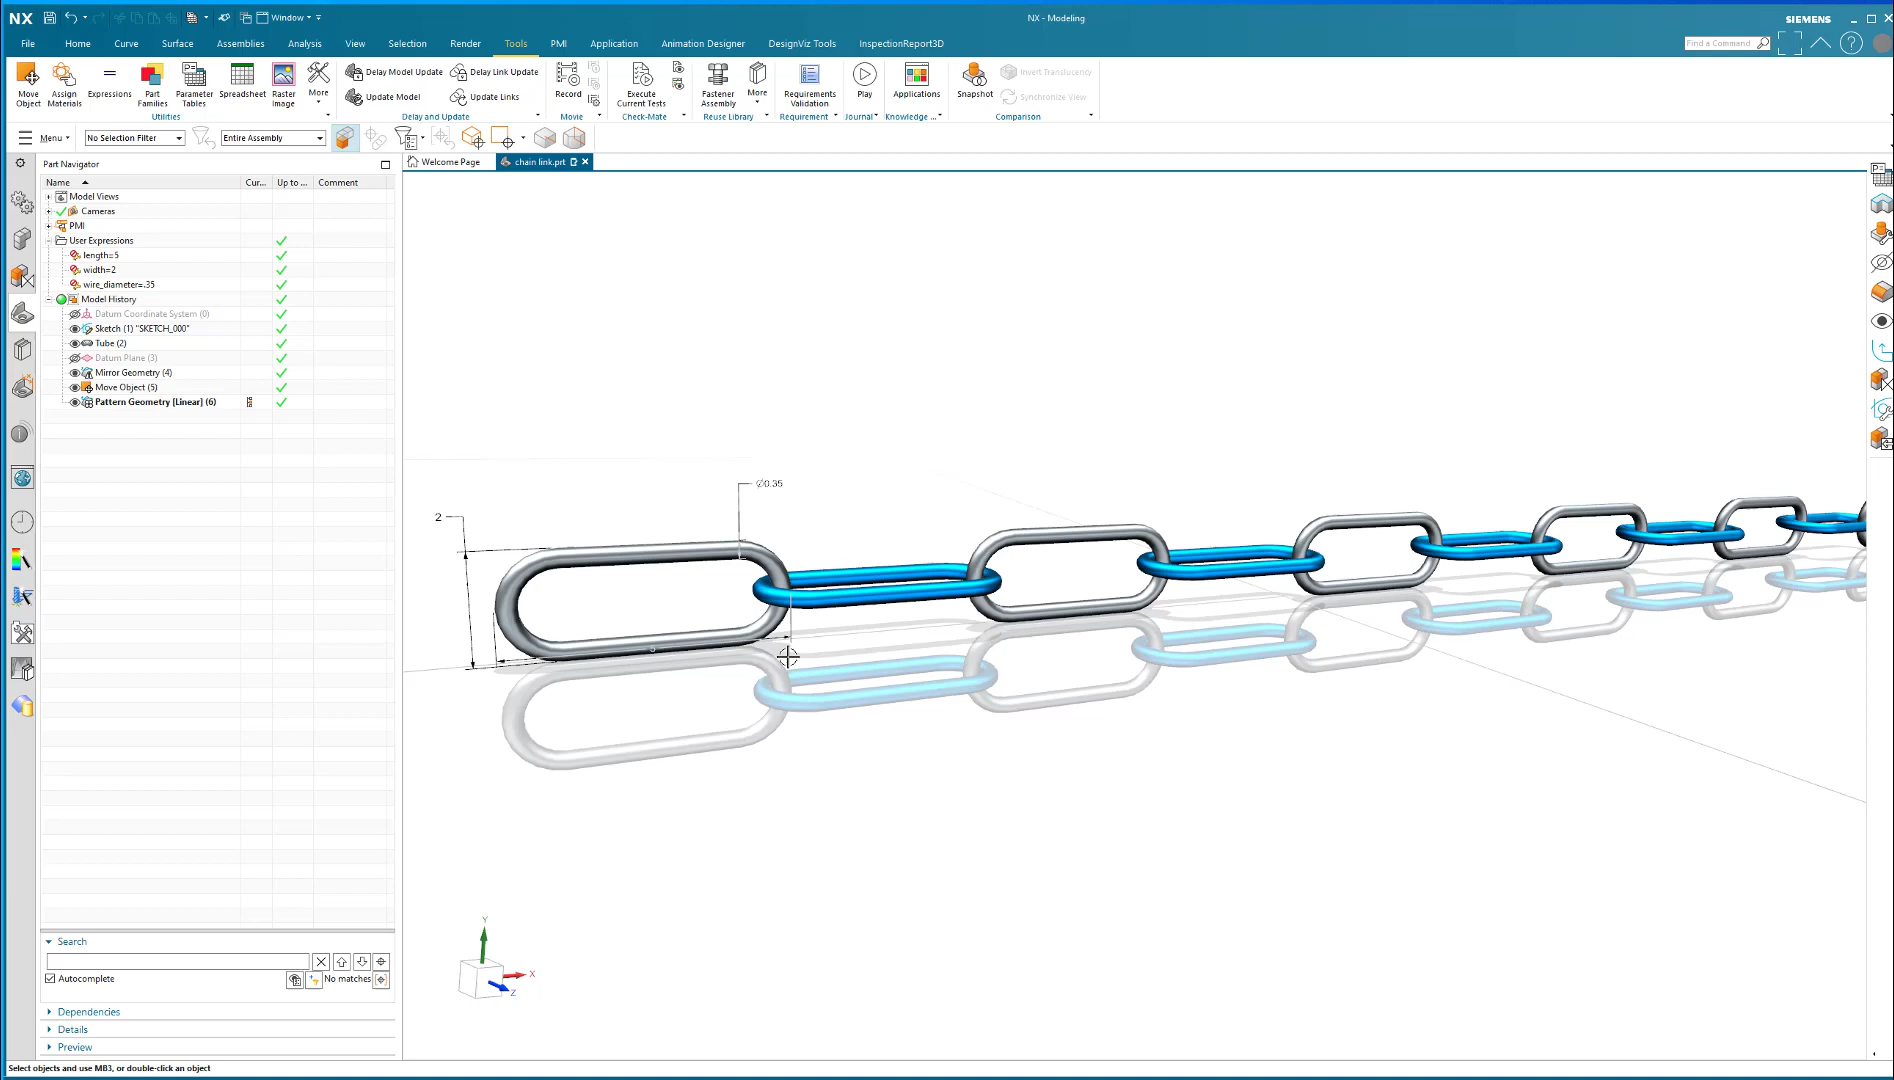 NX
Window
NX - Modeling
SIEMENS
File Home Curve Surface Assemblies Analysis View Selection Render Tools PMI Application Animation Designer DesignViz Tools InspectionReport3D
Find a Command
Move Object
Assign Materials
Expressions
Part Families
Parameter Tables
Spreadsheet
Raster Image
More
Delay Model Update
Delay Link Update
Update Model
Update Links
Record
Execute Current Tests
Fastener Assembly
More
Requirements Validation
Play
Applications
Snapshot
Invert Translucency
Synchronize View
Utilities
Delay and Update
Movie
Check-Mate
Reuse Library
Requirement
Journal
Knowledge ...
Comparison
Menu
No Selection Filter
Entire Assembly
Part Navigator
Welcome Page
chain link.prt
Name Cur... Up to ... Comment
Model Views
Cameras
PMI
User Expressions
length=5
width=2
wire_diameter=.35
Model History
Datum Coordinate System (0)
Sketch (1) "SKETCH_000"
Tube (2)
Datum Plane (3)
Mirror Geometry (4)
Move Object (5)
Pattern Geometry [Linear] (6)
∅0.35
2
5
Y
X
Z
Search
Autocomplete
No matches
Dependencies
Details
Preview
Select objects and use MB3, or double-click an object